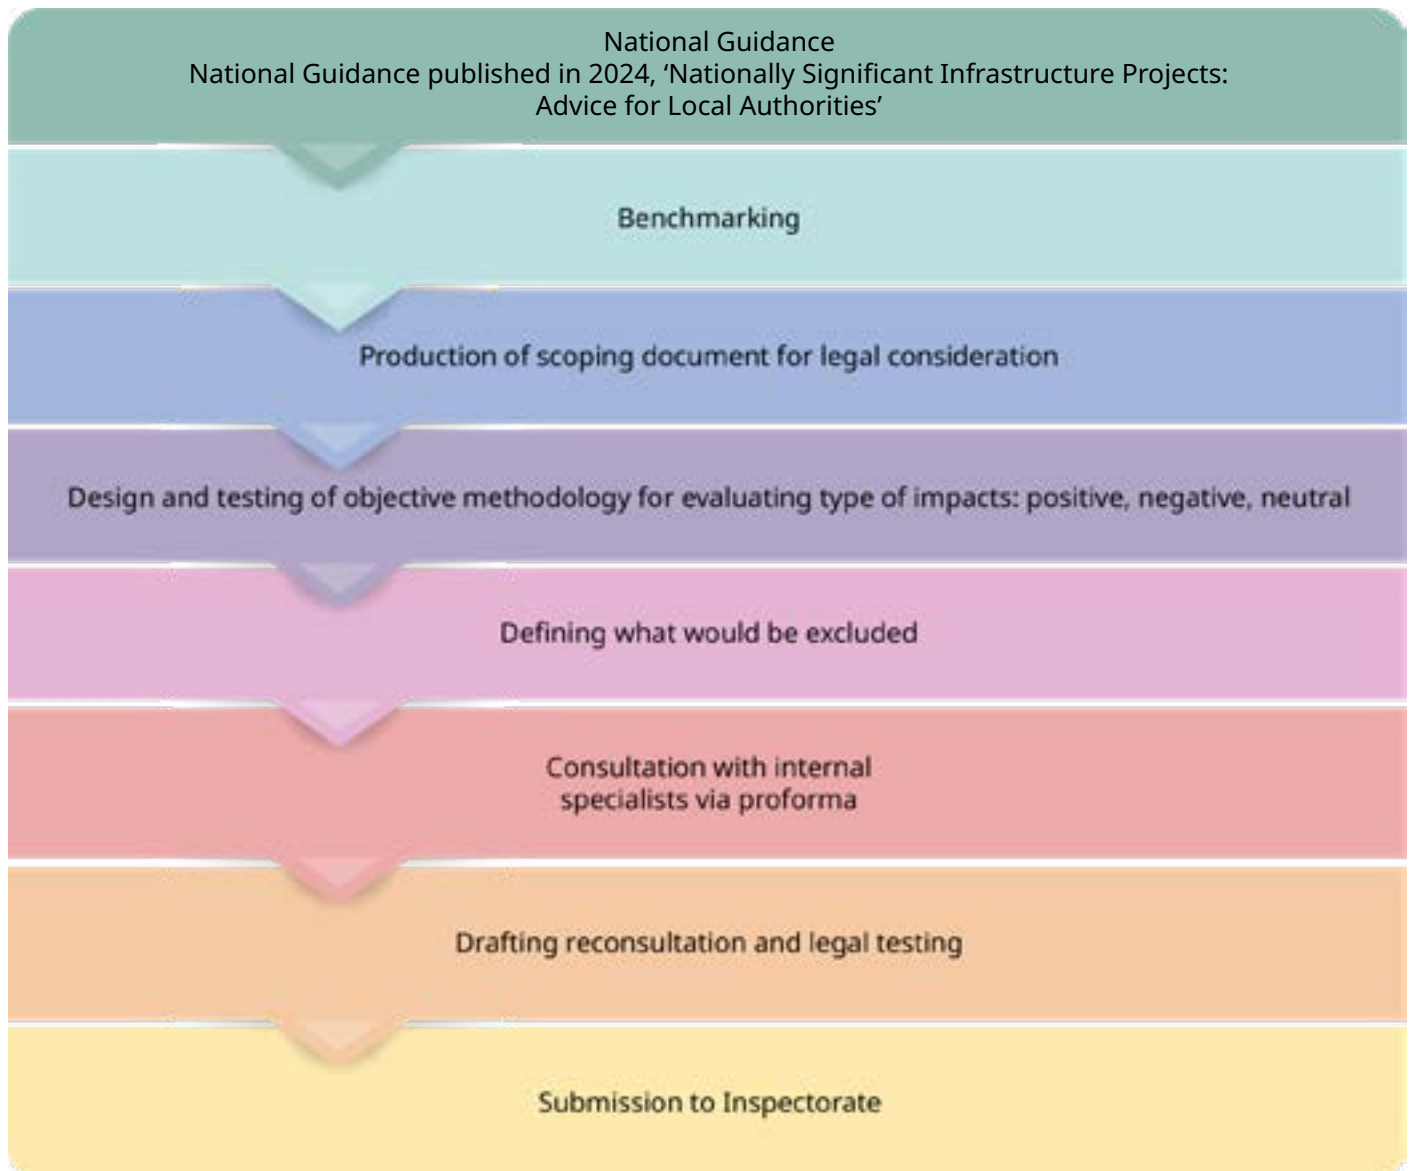 National Guidance
National Guidance published in 2024, ‘Nationally Significant Infrastructure Projects:
Advice for Local Authorities’
Benchmarking
Production of scoping document for legal consideration
Design and testing of objective methodology for evaluating type of impacts: positive, negative, neutral
Defining what would be excluded
Consultation with internal
specialists via proforma
Drafting reconsultation and legal testing
Submission to Inspectorate